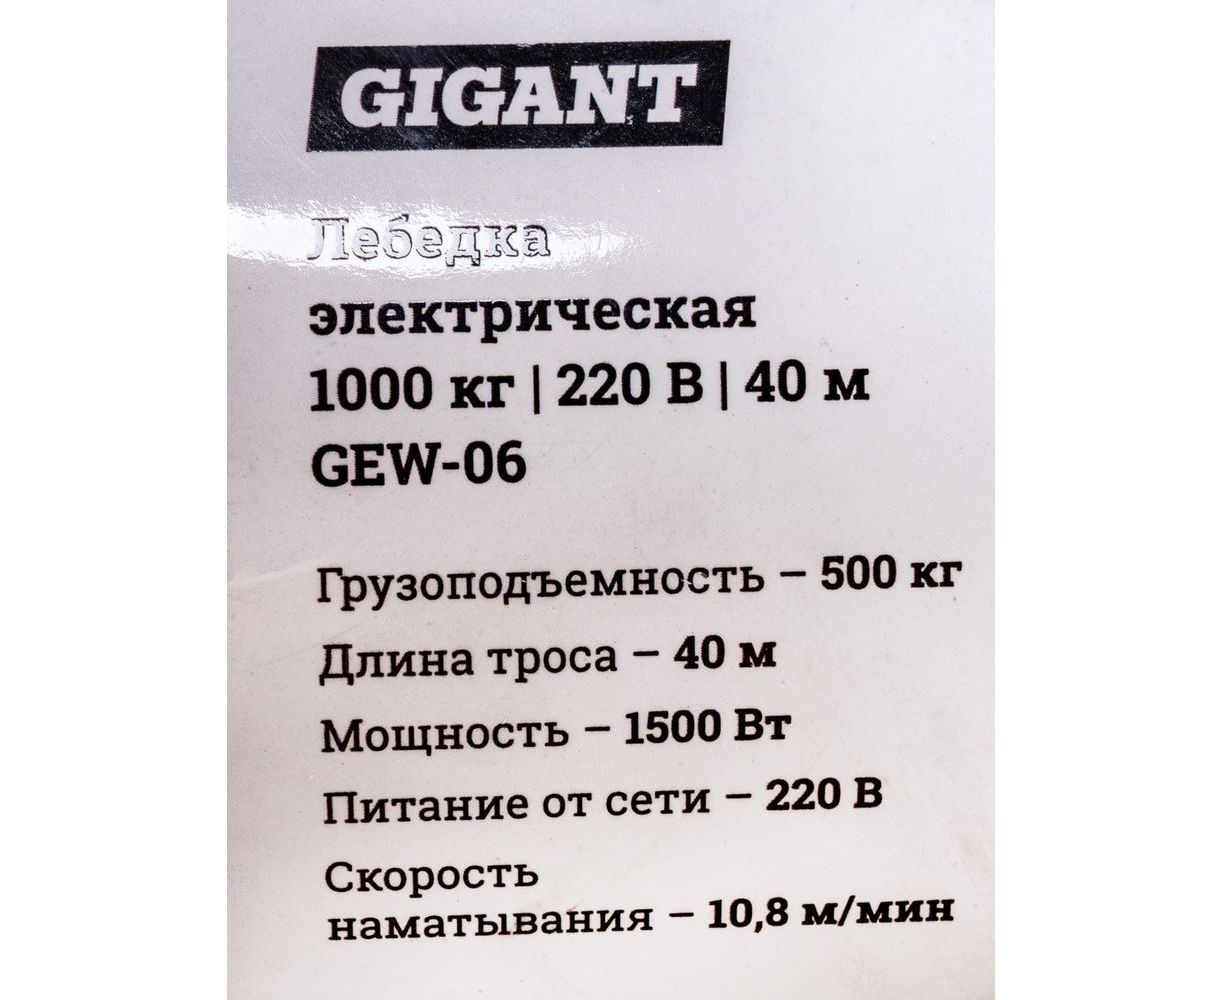 GIGANT
Лебедка
электрическая
1000 кг | 220 В | 40 м
GEW-06
Грузоподъемность – 500 кг
Длина троса – 40 м
Мощность – 1500 Вт
Питание от сети – 220 В
Скорость
наматывания – 10,8 м/мин